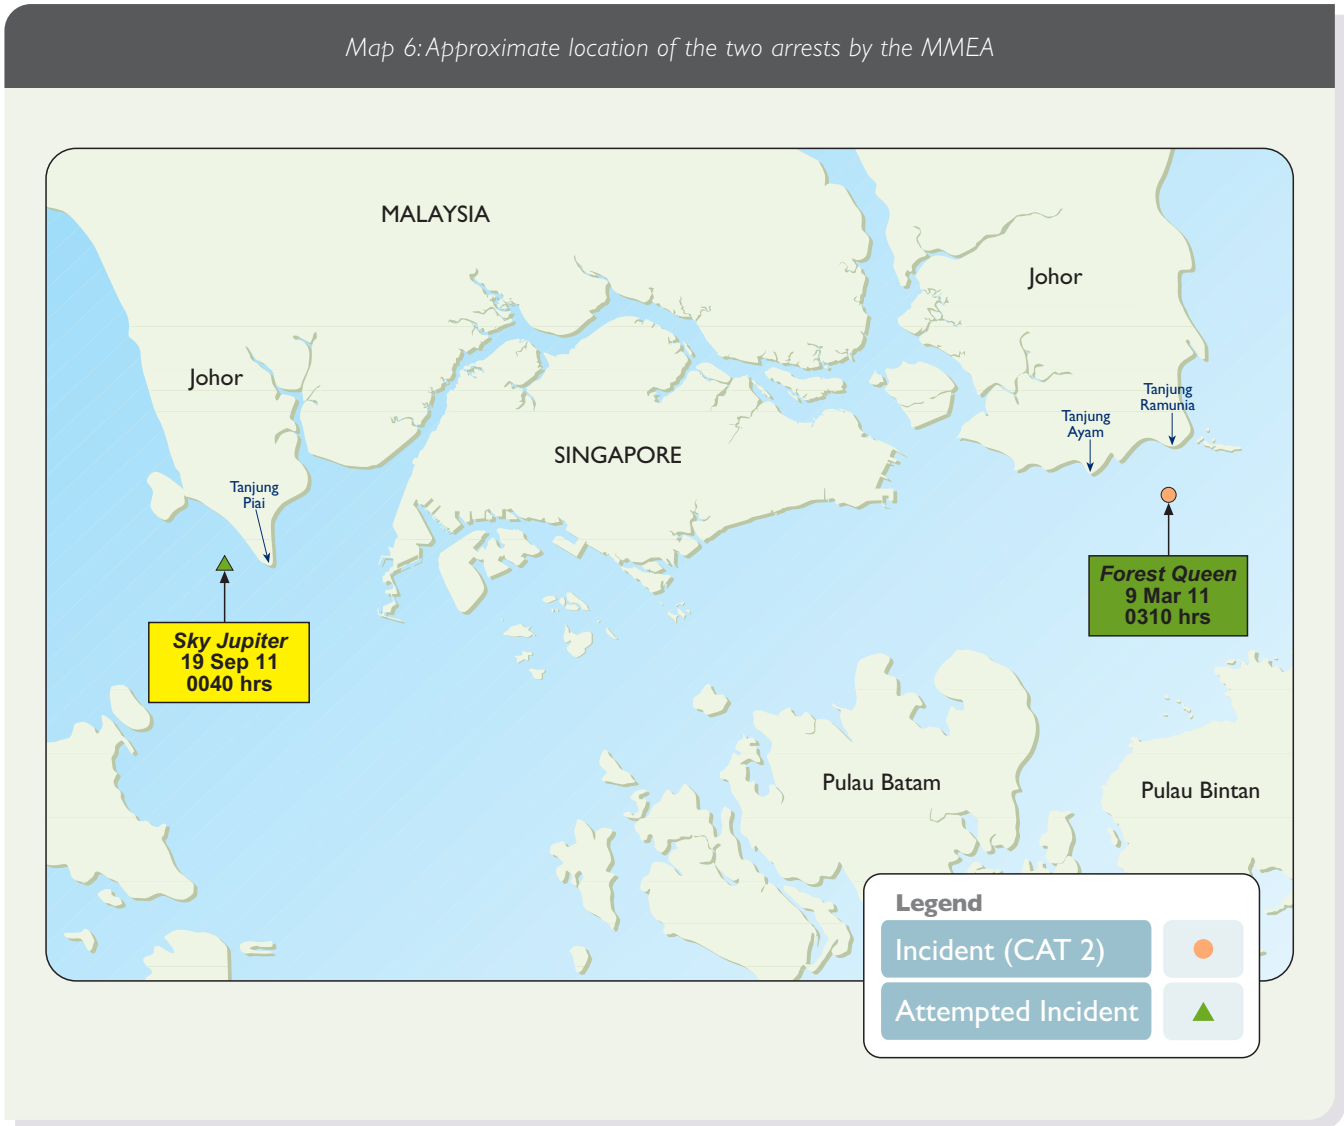 Map 6: Approximate location of the two arrests by the MMEA
MALAYSIA
Johor
Johor
Tanjung
Ramunia
Tanjung
Ayam
SINGAPORE
Tanjung
Piai
Forest Queen
9 Mar 11
0310 hrs
Sky Jupiter
19 Sep 11
0040 hrs
Pulau Batam
Pulau Bintan
Legend
Incident (CAT 2)
Attempted Incident